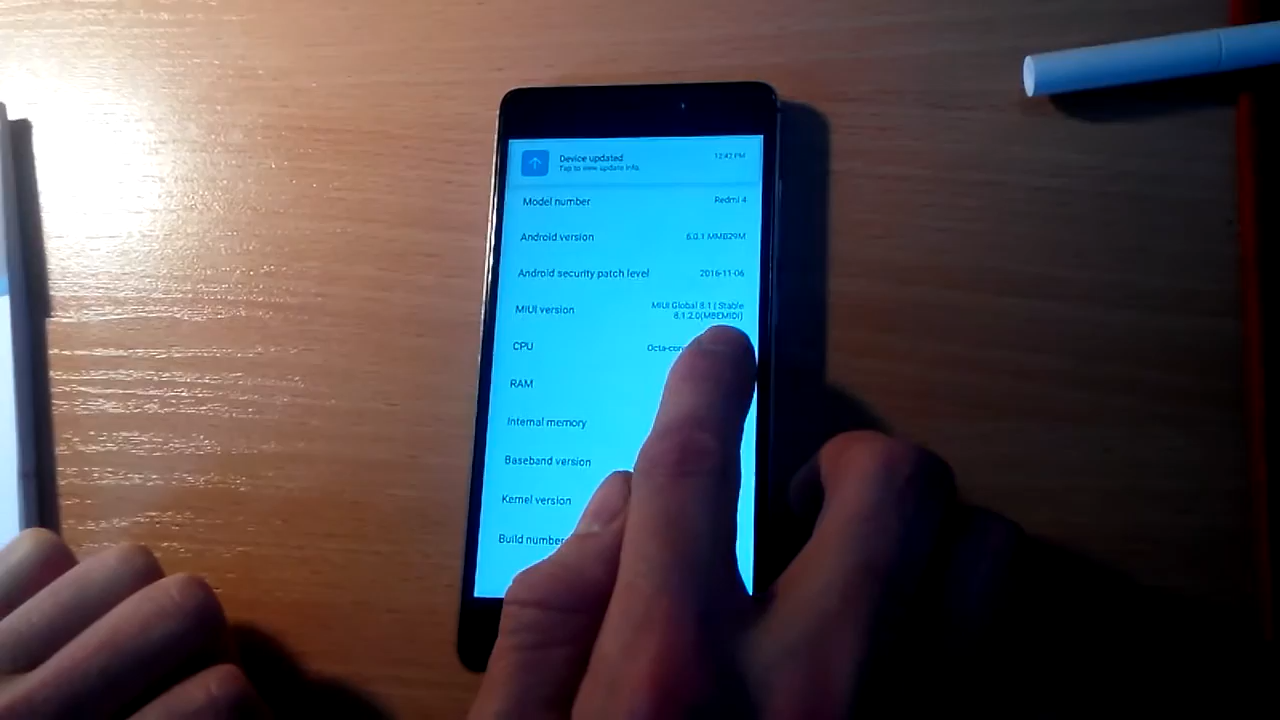 Device updated 12:42 PM
Tap to view update info.
Model number Redmi 4
Android version 6.0.1 MMB29M
Android security patch level 2016-11-06
MIUI version MIUI Global 8.1 | Stable
8.1.2.0(MBEMIDI)
CPU Octa-core
RAM
Internal memory
Baseband version
Kernel version
Build number